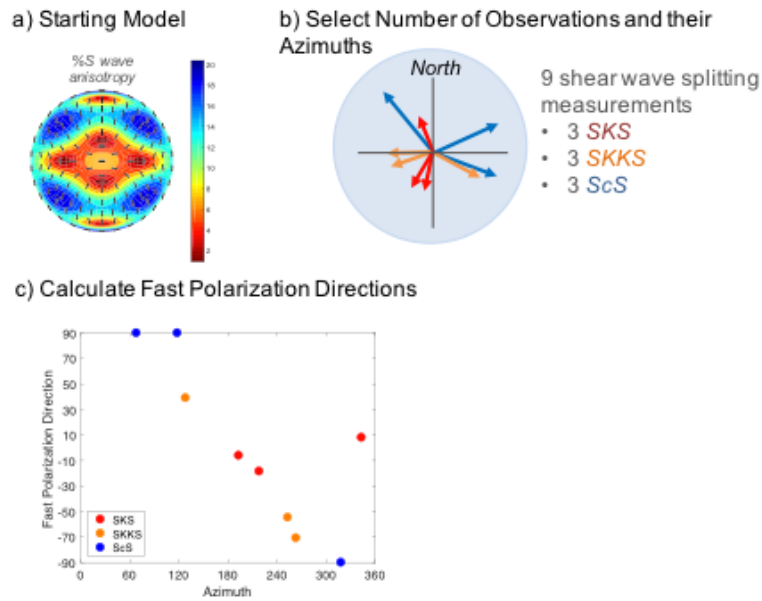 a) Starting Model
b) Select Number of Observations and their
Azimuths
%S wave
anisotropy
20
18
16
14
12
10
8
6
4
2
North
9 shear wave splitting
measurements
• 3 SKS
• 3 SKKS
• 3 ScS
c) Calculate Fast Polarization Directions
Fast Polarization Direction
90
70
50
30
10
-10
-30
-50
-70
-90
SKS
SKKS
ScS
0 60 120 180 240 300 360
Azimuth